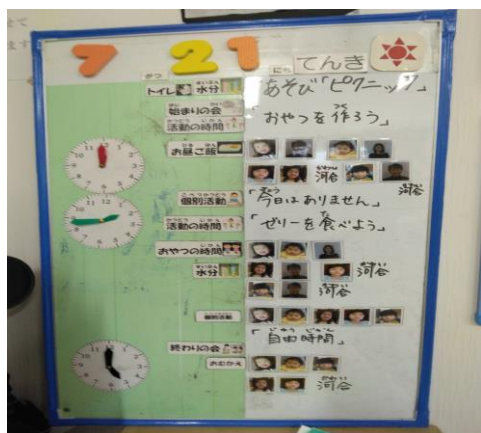 7 がつ 21 にち てんき
トイレ 水分 あそび「ピクニック」
始まりの会
活動の時間 「おやつを作ろう」
お昼ご飯
河合
河合
個別活動 「今日はありません」
活動の時間 「ゼリーを食べよう」
おやつの時間
水分 河合
河合
個別活動
「自由時間」
終わりの会
おむかえ
河合